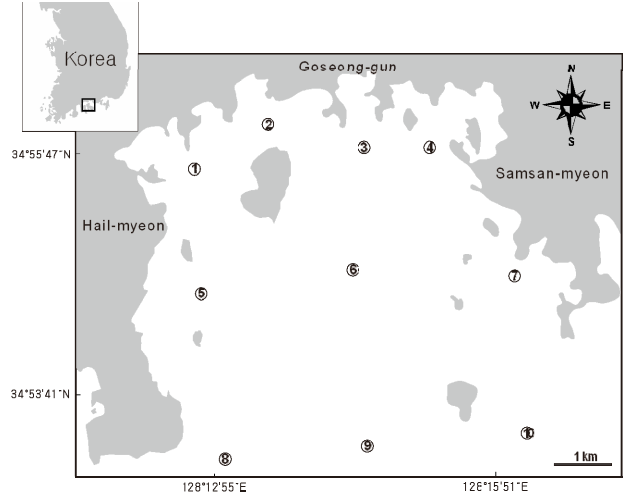 Korea
Goseong-gun
N
W E
S
② 
③ ④
①
34°55'47"N
Samsan-myeon
Hail-myeon
⑥
⑦
⑤
34°53'41"N
⑩
⑨
⑧
1 km
128°12'55"E 126°15'51"E